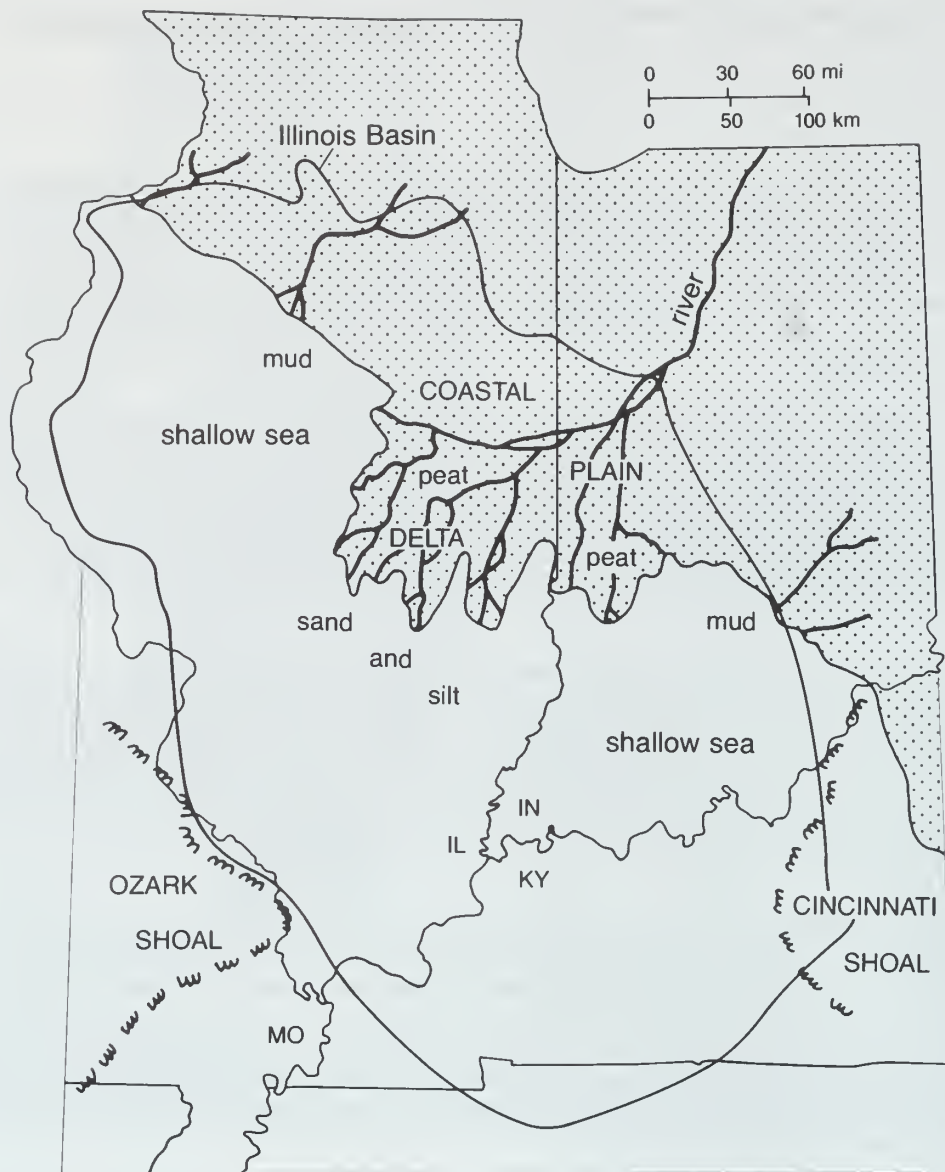 0 30 60 mi
0 50 100 km
Illinois Basin
river
mud
COASTAL
shallow sea
peat
PLAIN
DELTA
peat
sand
mud
and
silt
shallow sea
IN
IL
KY
OZARK
CINCINNATI
SHOAL
SHOAL
MO